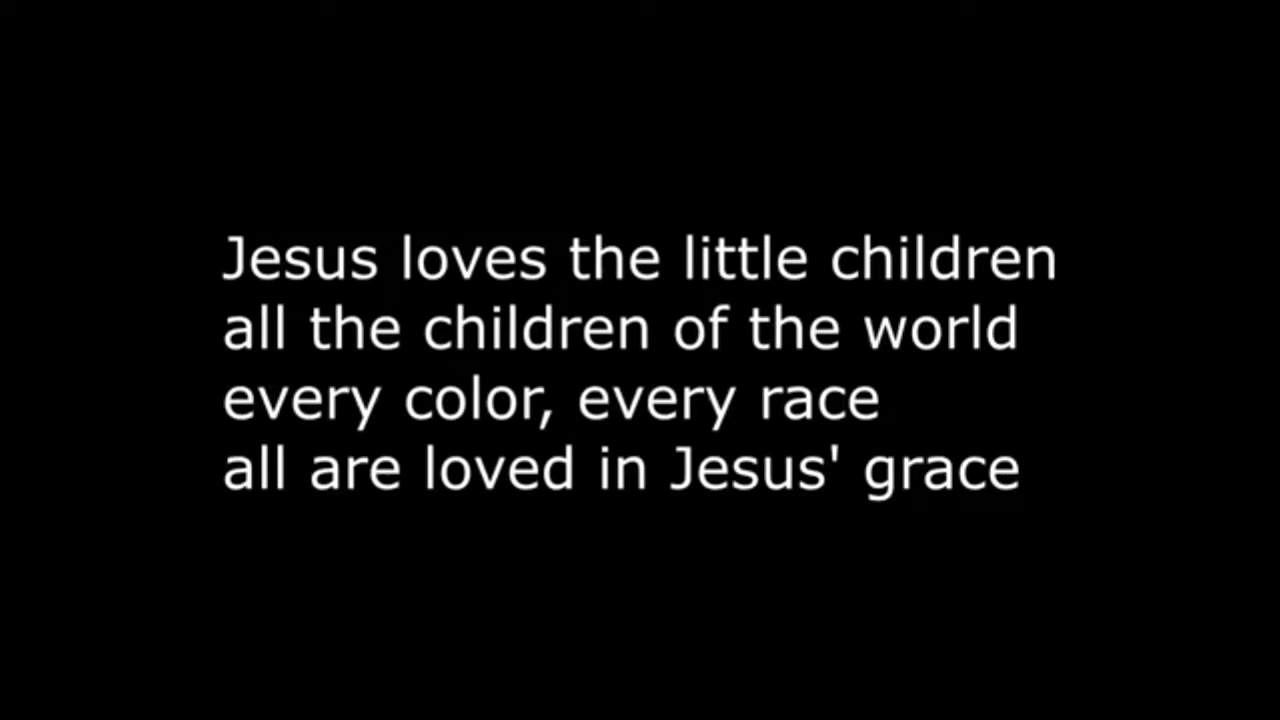 Jesus loves the little children
all the children of the world
every color, every race
all are loved in Jesus' grace